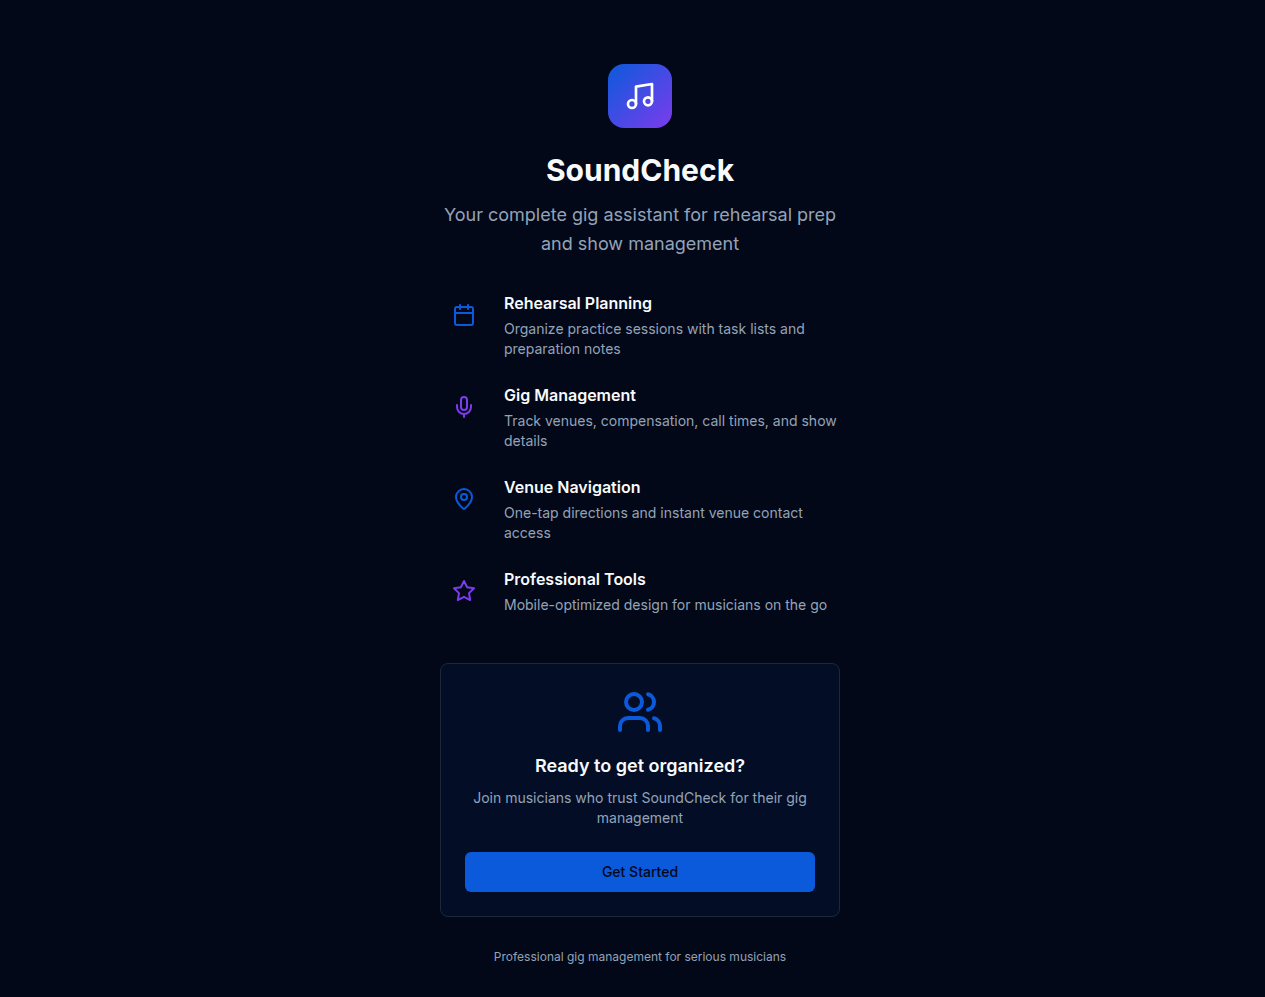 SoundCheck
Your complete gig assistant for rehearsal prep
and show management
Rehearsal Planning
Organize practice sessions with task lists and
preparation notes
Gig Management
Track venues, compensation, call times, and show
details
Venue Navigation
One-tap directions and instant venue contact
access
Professional Tools
Mobile-optimized design for musicians on the go
Ready to get organized?
Join musicians who trust SoundCheck for their gig
management
Get Started
Professional gig management for serious musicians